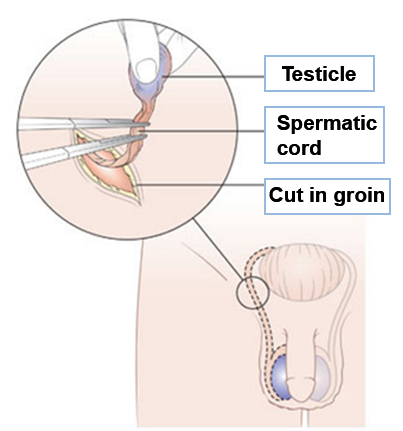 Testicle
Spermatic
cord
Cut in groin